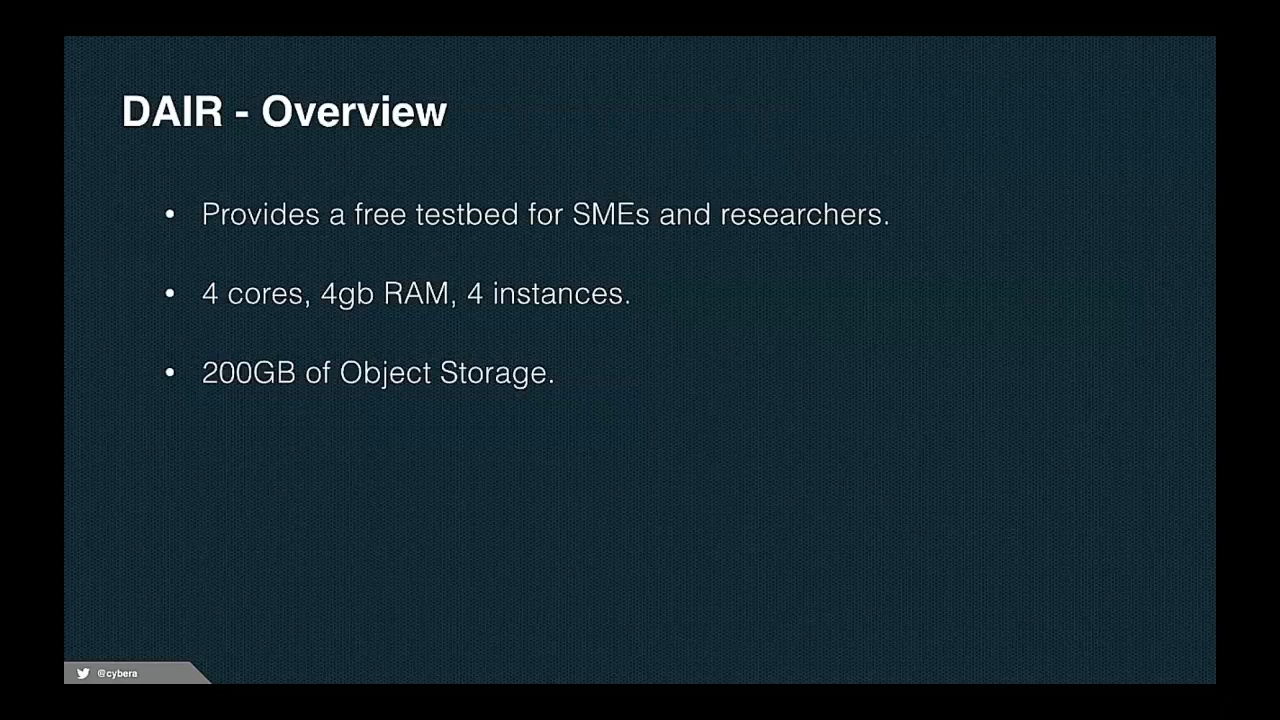 DAIR - Overview
• Provides a free testbed for SMEs and researchers.
• 4 cores, 4gb RAM, 4 instances.
• 200GB of Object Storage.
@cybera